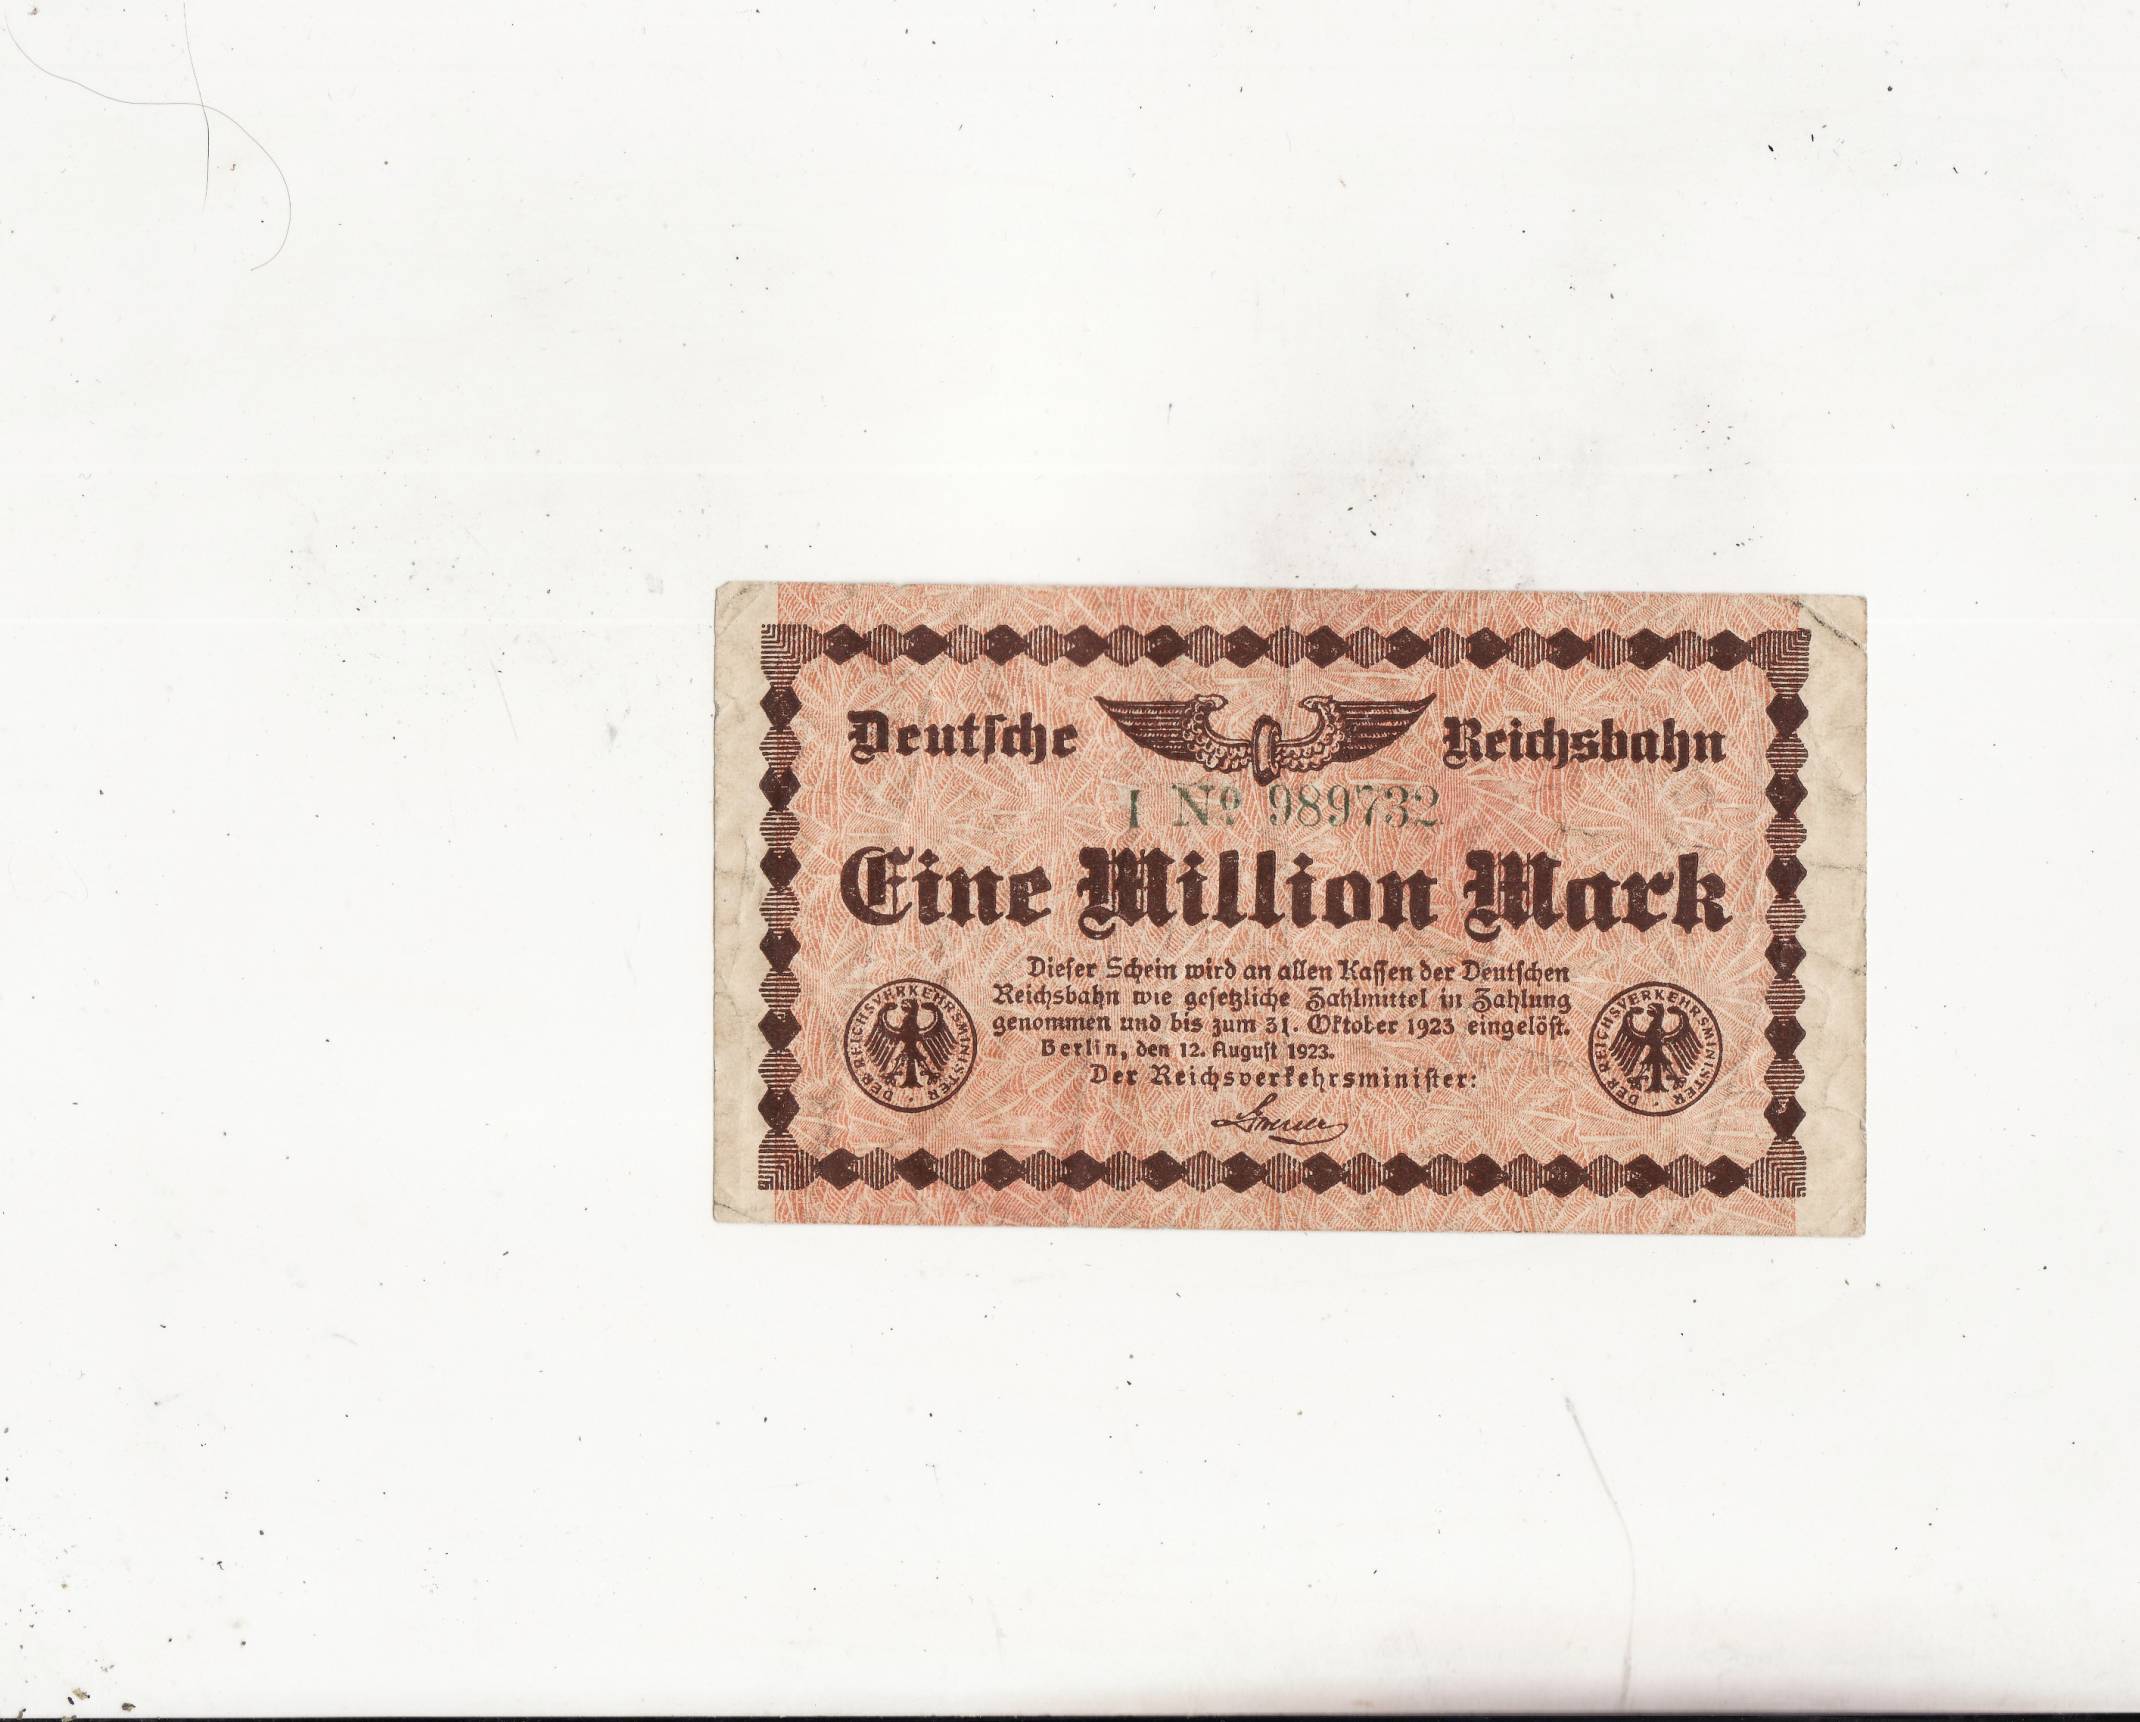 Deutsche Reichsbahn
I Nº 989732
Eine Million Mark
Dieser Schein wird an allen Kassen der Deutschen
Reichsbahn wie gesetzliche Zahlmittel in Zahlung
genommen und bis zum 31. Oktober 1923 eingelöst.
Berlin, den 12. August 1923.
Der Reichsverkehrsminister:
DER REICHSVERKEHRSMINISTER
DER REICHSVERKEHRSMINISTER